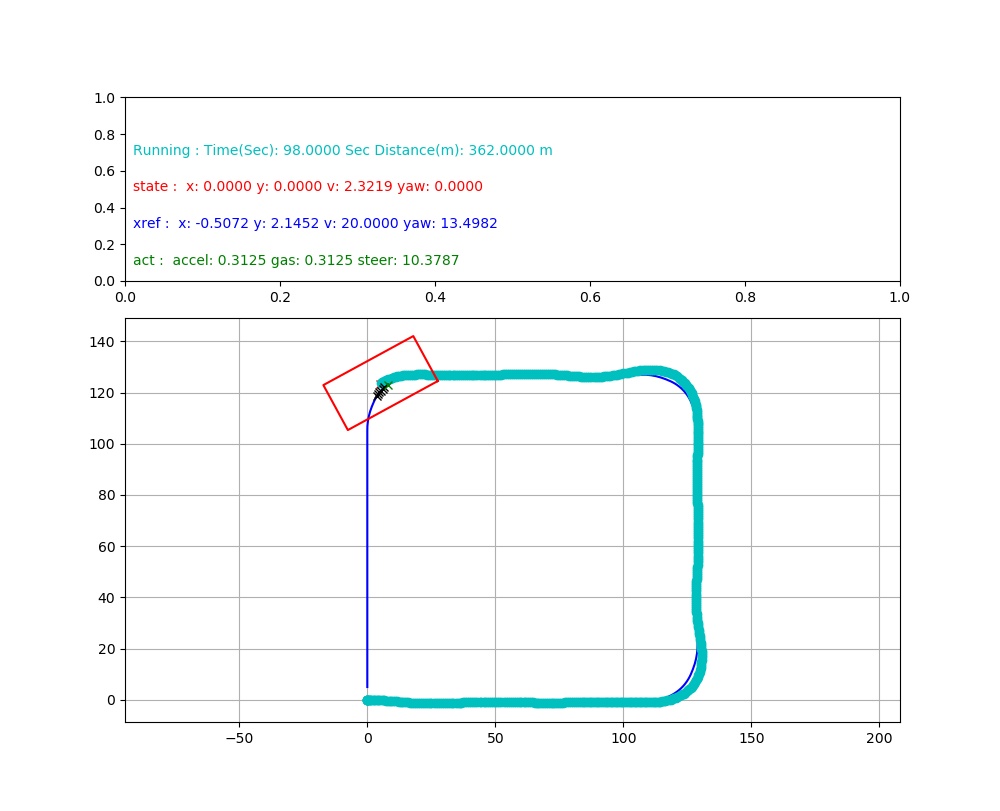 1.0
0.8
Running : Time(Sec): 98.0000 Sec Distance(m): 362.0000 m
0.6
state :  x: 0.0000 y: 0.0000 v: 2.3219 yaw: 0.0000
0.4
xref :  x: -0.5072 y: 2.1452 v: 20.0000 yaw: 13.4982
0.2
act :  accel: 0.3125 gas: 0.3125 steer: 10.3787
0.0
0.0 0.2 0.4 0.6 0.8 1.0
140
120
100
80
60
40
20
0
−50 0 50 100 150 200